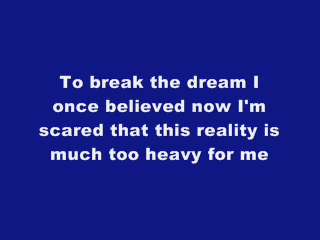 To break the dream I
once believed now I'm
scared that this reality is
much too heavy for me